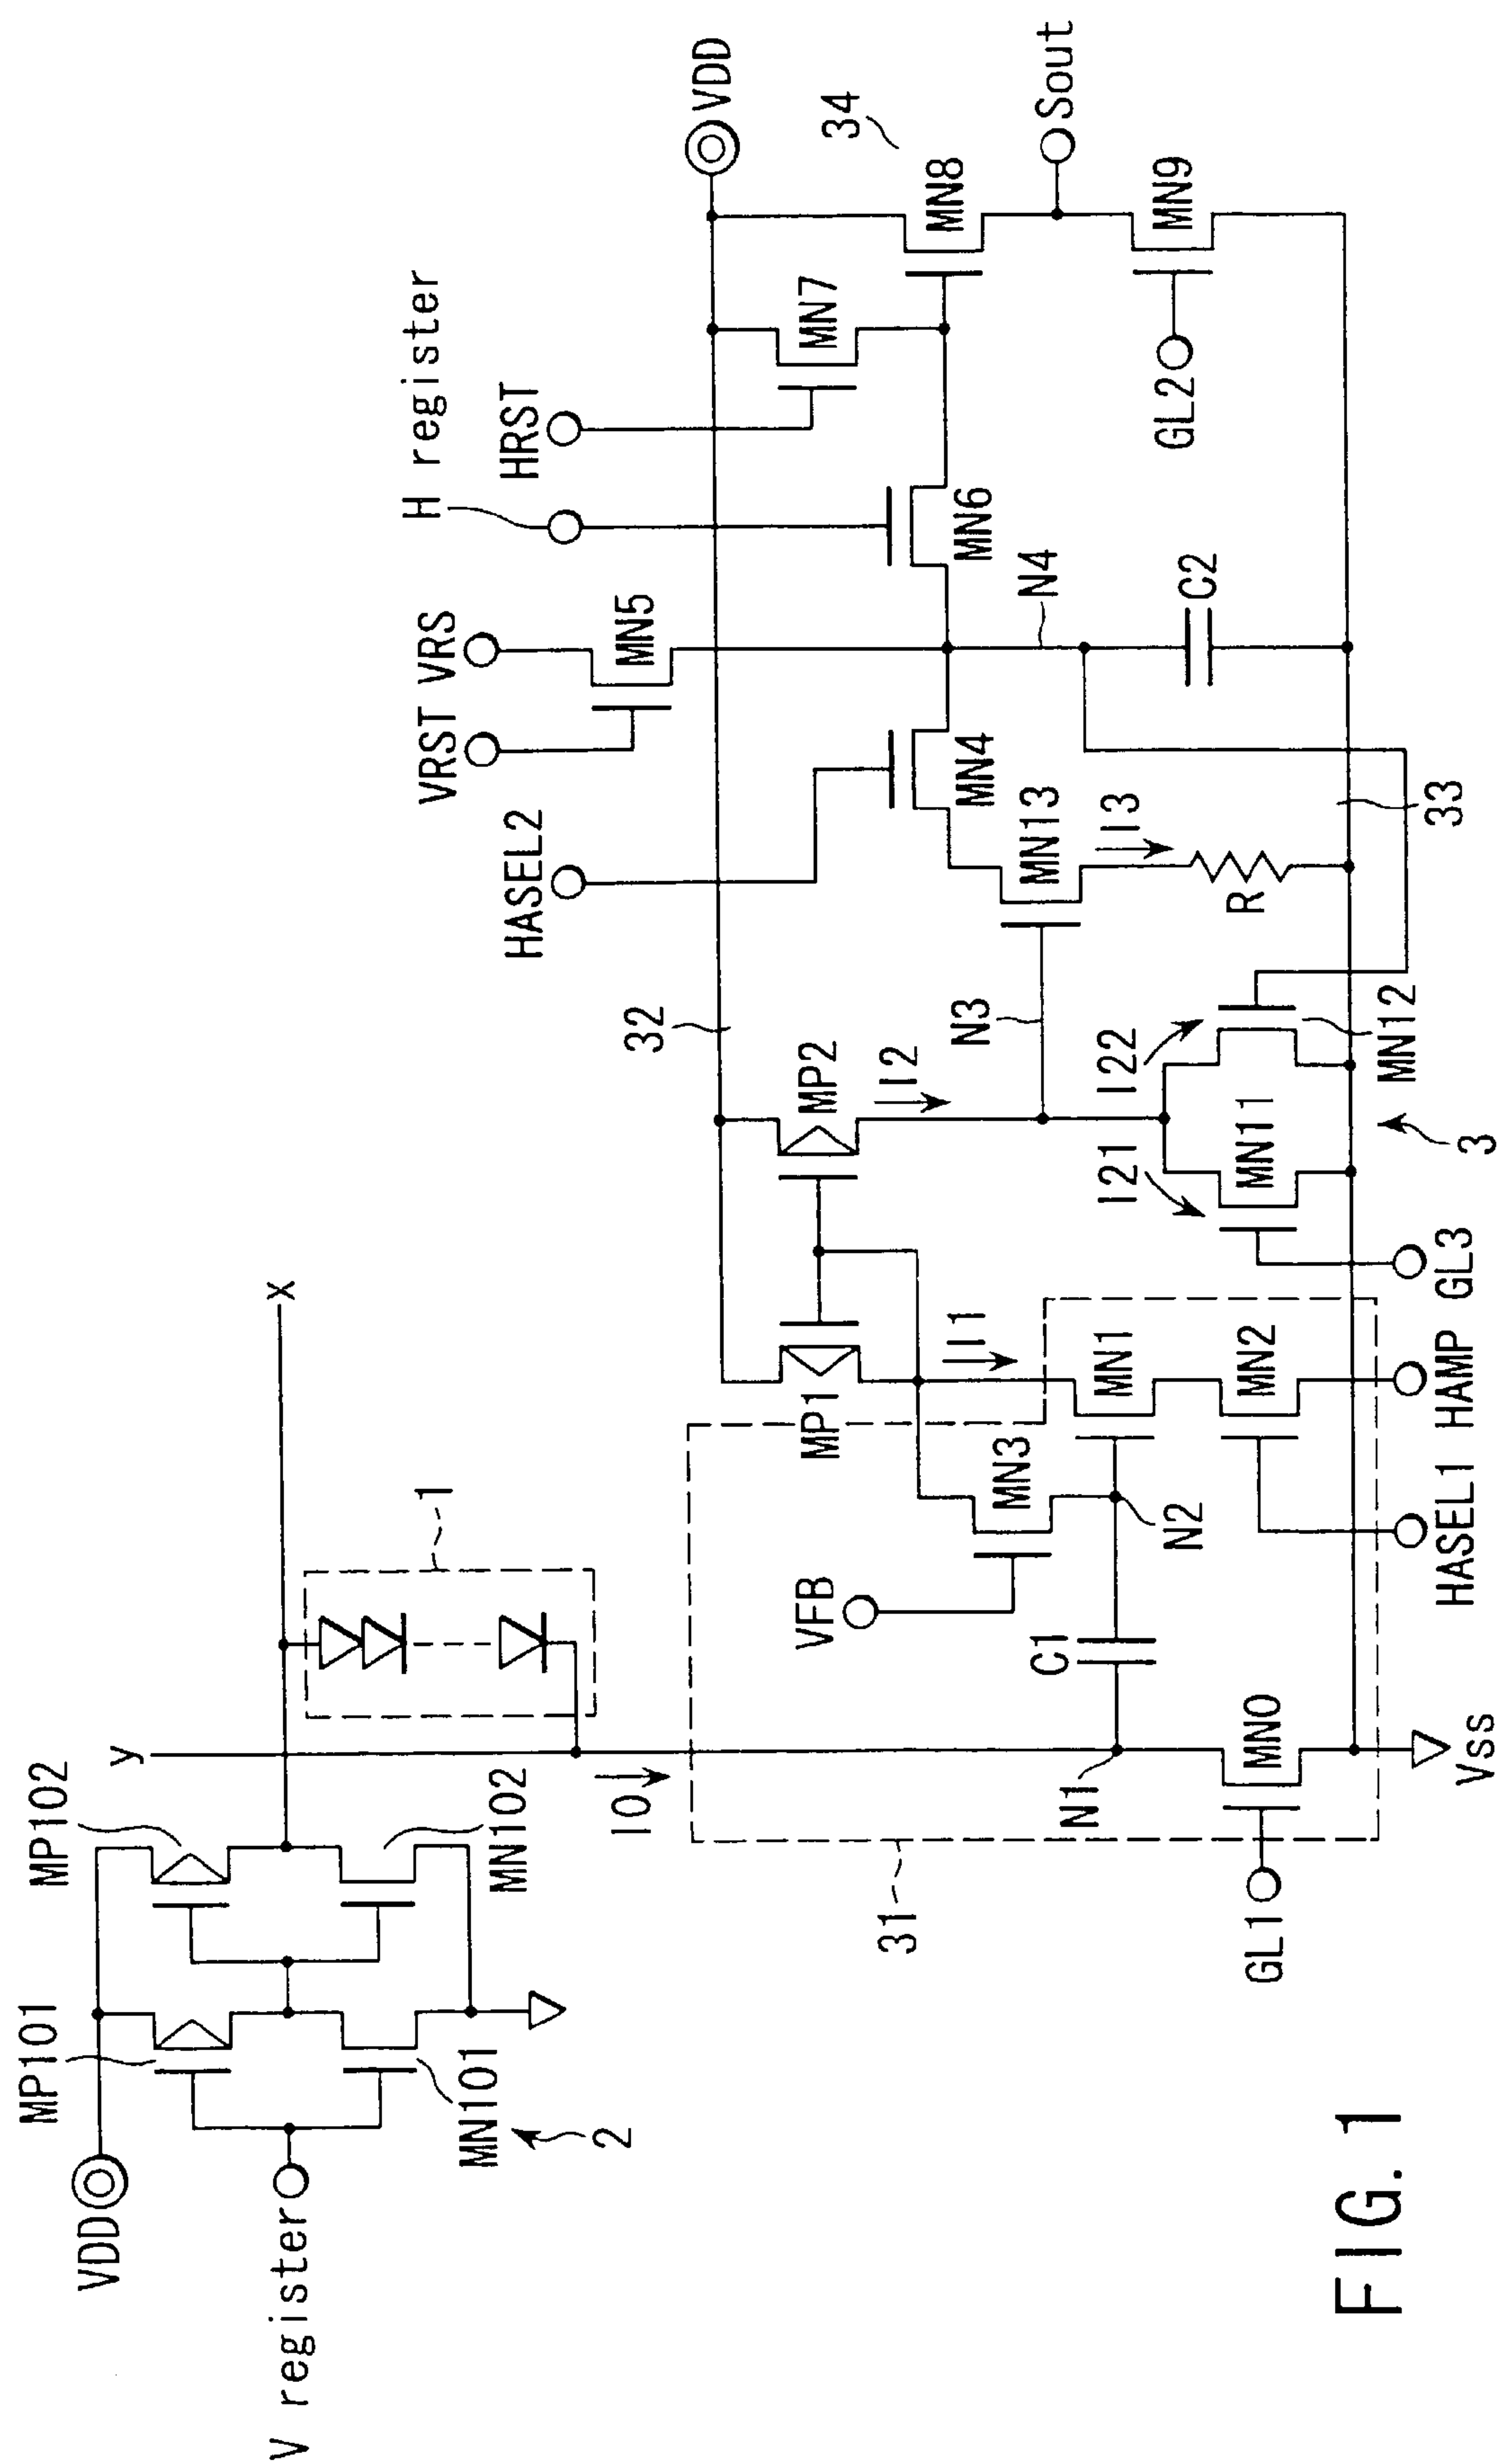 VDD
V register
MP101
MN101
2
MP102
MN102
y
x
1
I0
31
GL1
N1
MN0
Vss
C1
VFB
MN3
N2
MN1
MN2
HASEL1
HAMP
I1
MP1
MP2
I2
32
N3
GL3
I21
MN11
I22
MN12
3
33
HASEL2
MN4
MN13
I3
R
VRST
VRS
MN5
N4
C2
H register
MN6
HRST
MN7
VDD
34
MN8
Sout
MN9
GL2
FIG. 1